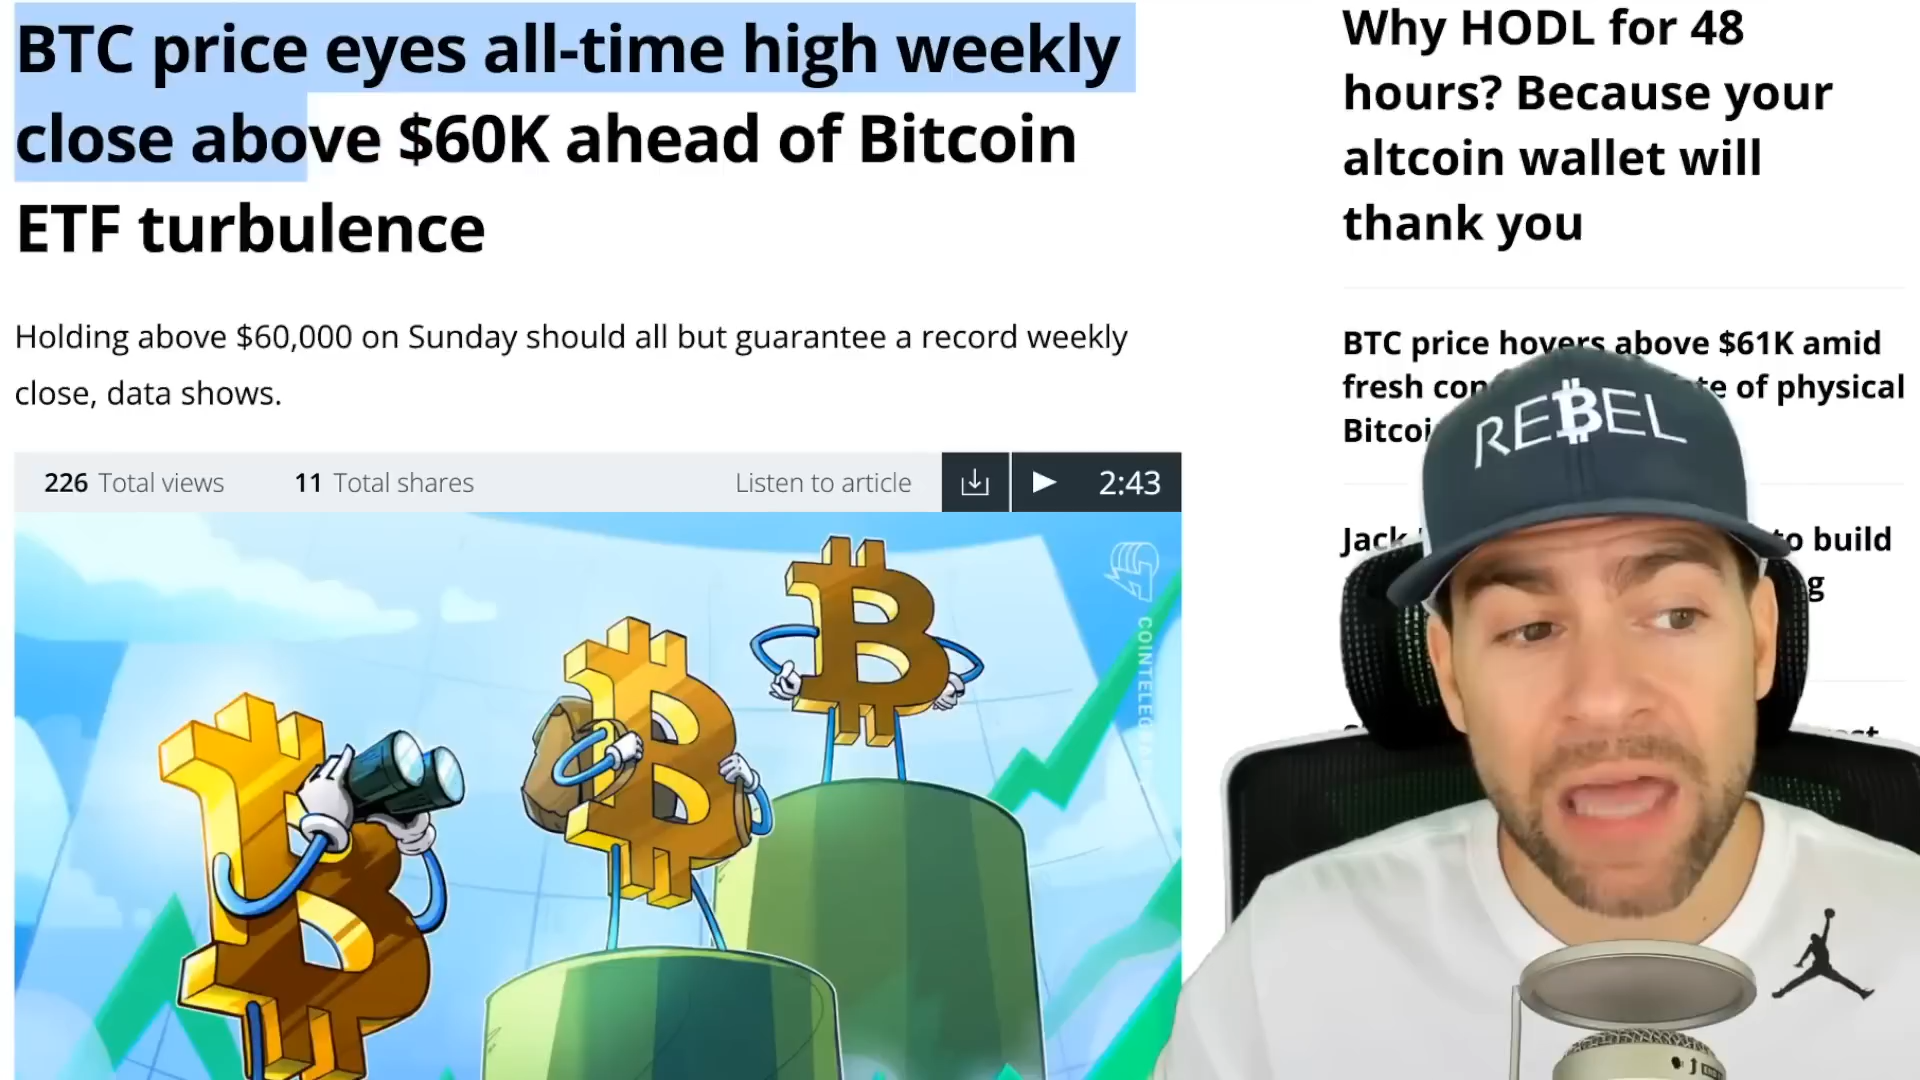 BTC price eyes all-time high weekly
close above $60K ahead of Bitcoin
ETF turbulence
Holding above $60,000 on Sunday should all but guarantee a record weekly
close, data shows.
226 Total views
11 Total shares
Listen to article
2:43
Why HODL for 48
hours? Because your
altcoin wallet will
thank you
BTC price hovers above $61K amid
fresh of physical
Jack to build
REBEL